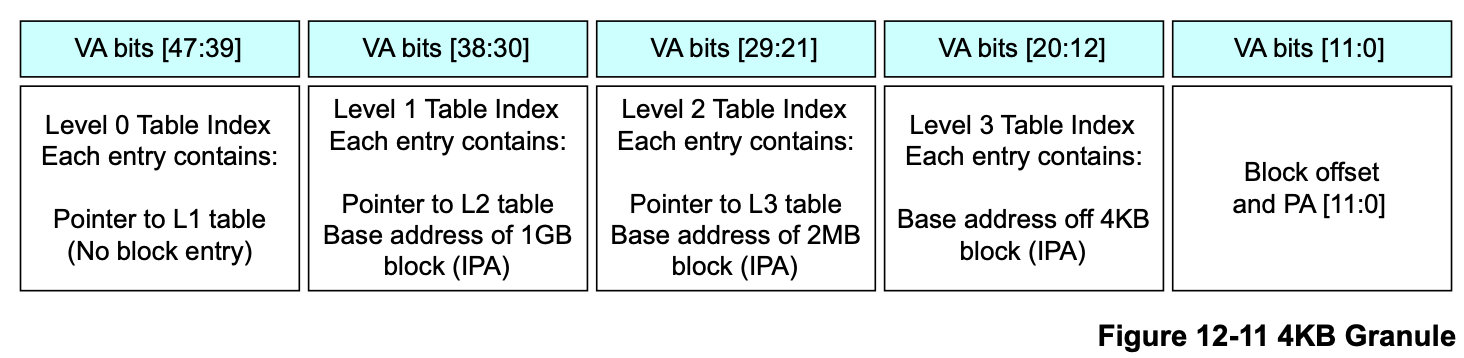 VA bits [47:39]
VA bits [38:30]
VA bits [29:21]
VA bits [20:12]
VA bits [11:0]
Level 0 Table Index
Each entry contains:
Pointer to L1 table
(No block entry)
Level 1 Table Index
Each entry contains:
Pointer to L2 table
Base address of 1GB
block (IPA)
Level 2 Table Index
Each entry contains:
Pointer to L3 table
Base address of 2MB
block (IPA)
Level 3 Table Index
Each entry contains:
Base address off 4KB
block (IPA)
Block offset
and PA [11:0]
Figure 12-11 4KB Granule